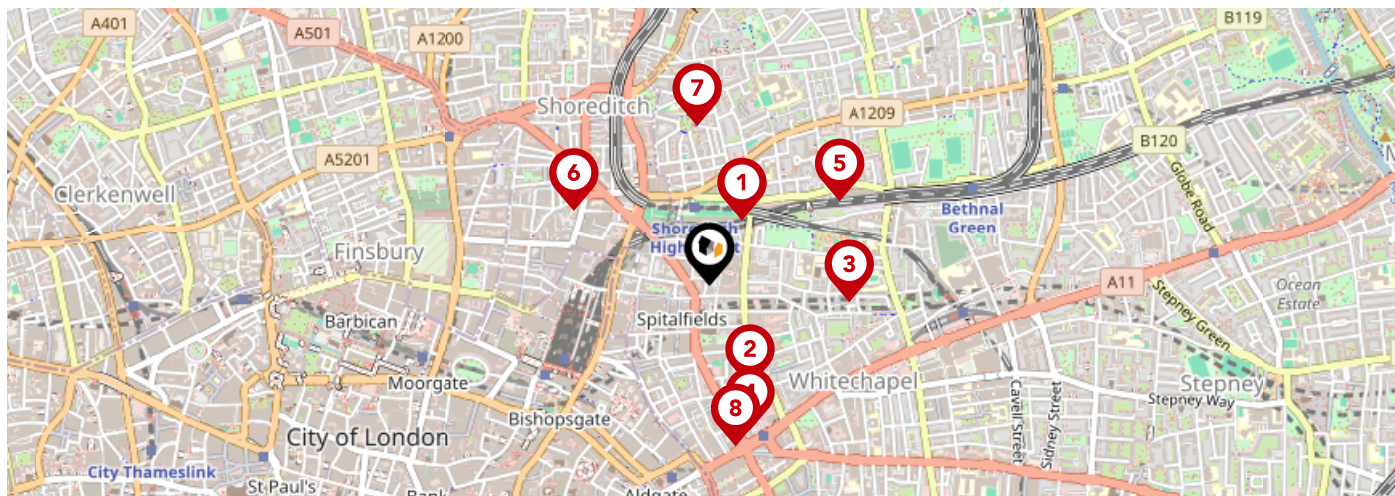 A401
A501
A1200
B119
7
Shoreditch
A1209
A5201
B120
5
6
1
Clerkenwell
Globe Road
Bethnal
Green
Finsbury
3
A11
Ocean
Estate
Stepney Green
Barbican
Spitalfields
2
Moorgate
Whitechapel
Stepney
Stepney Way
8
Bishopsgate
Cavell Street
Sidney Street
City of London
City Thameslink
St Paul's